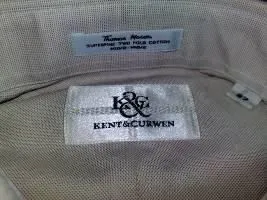 Thomas Mason
SUPERFINE TWO FOLD COTTON
K&C
KENT&CURWEN